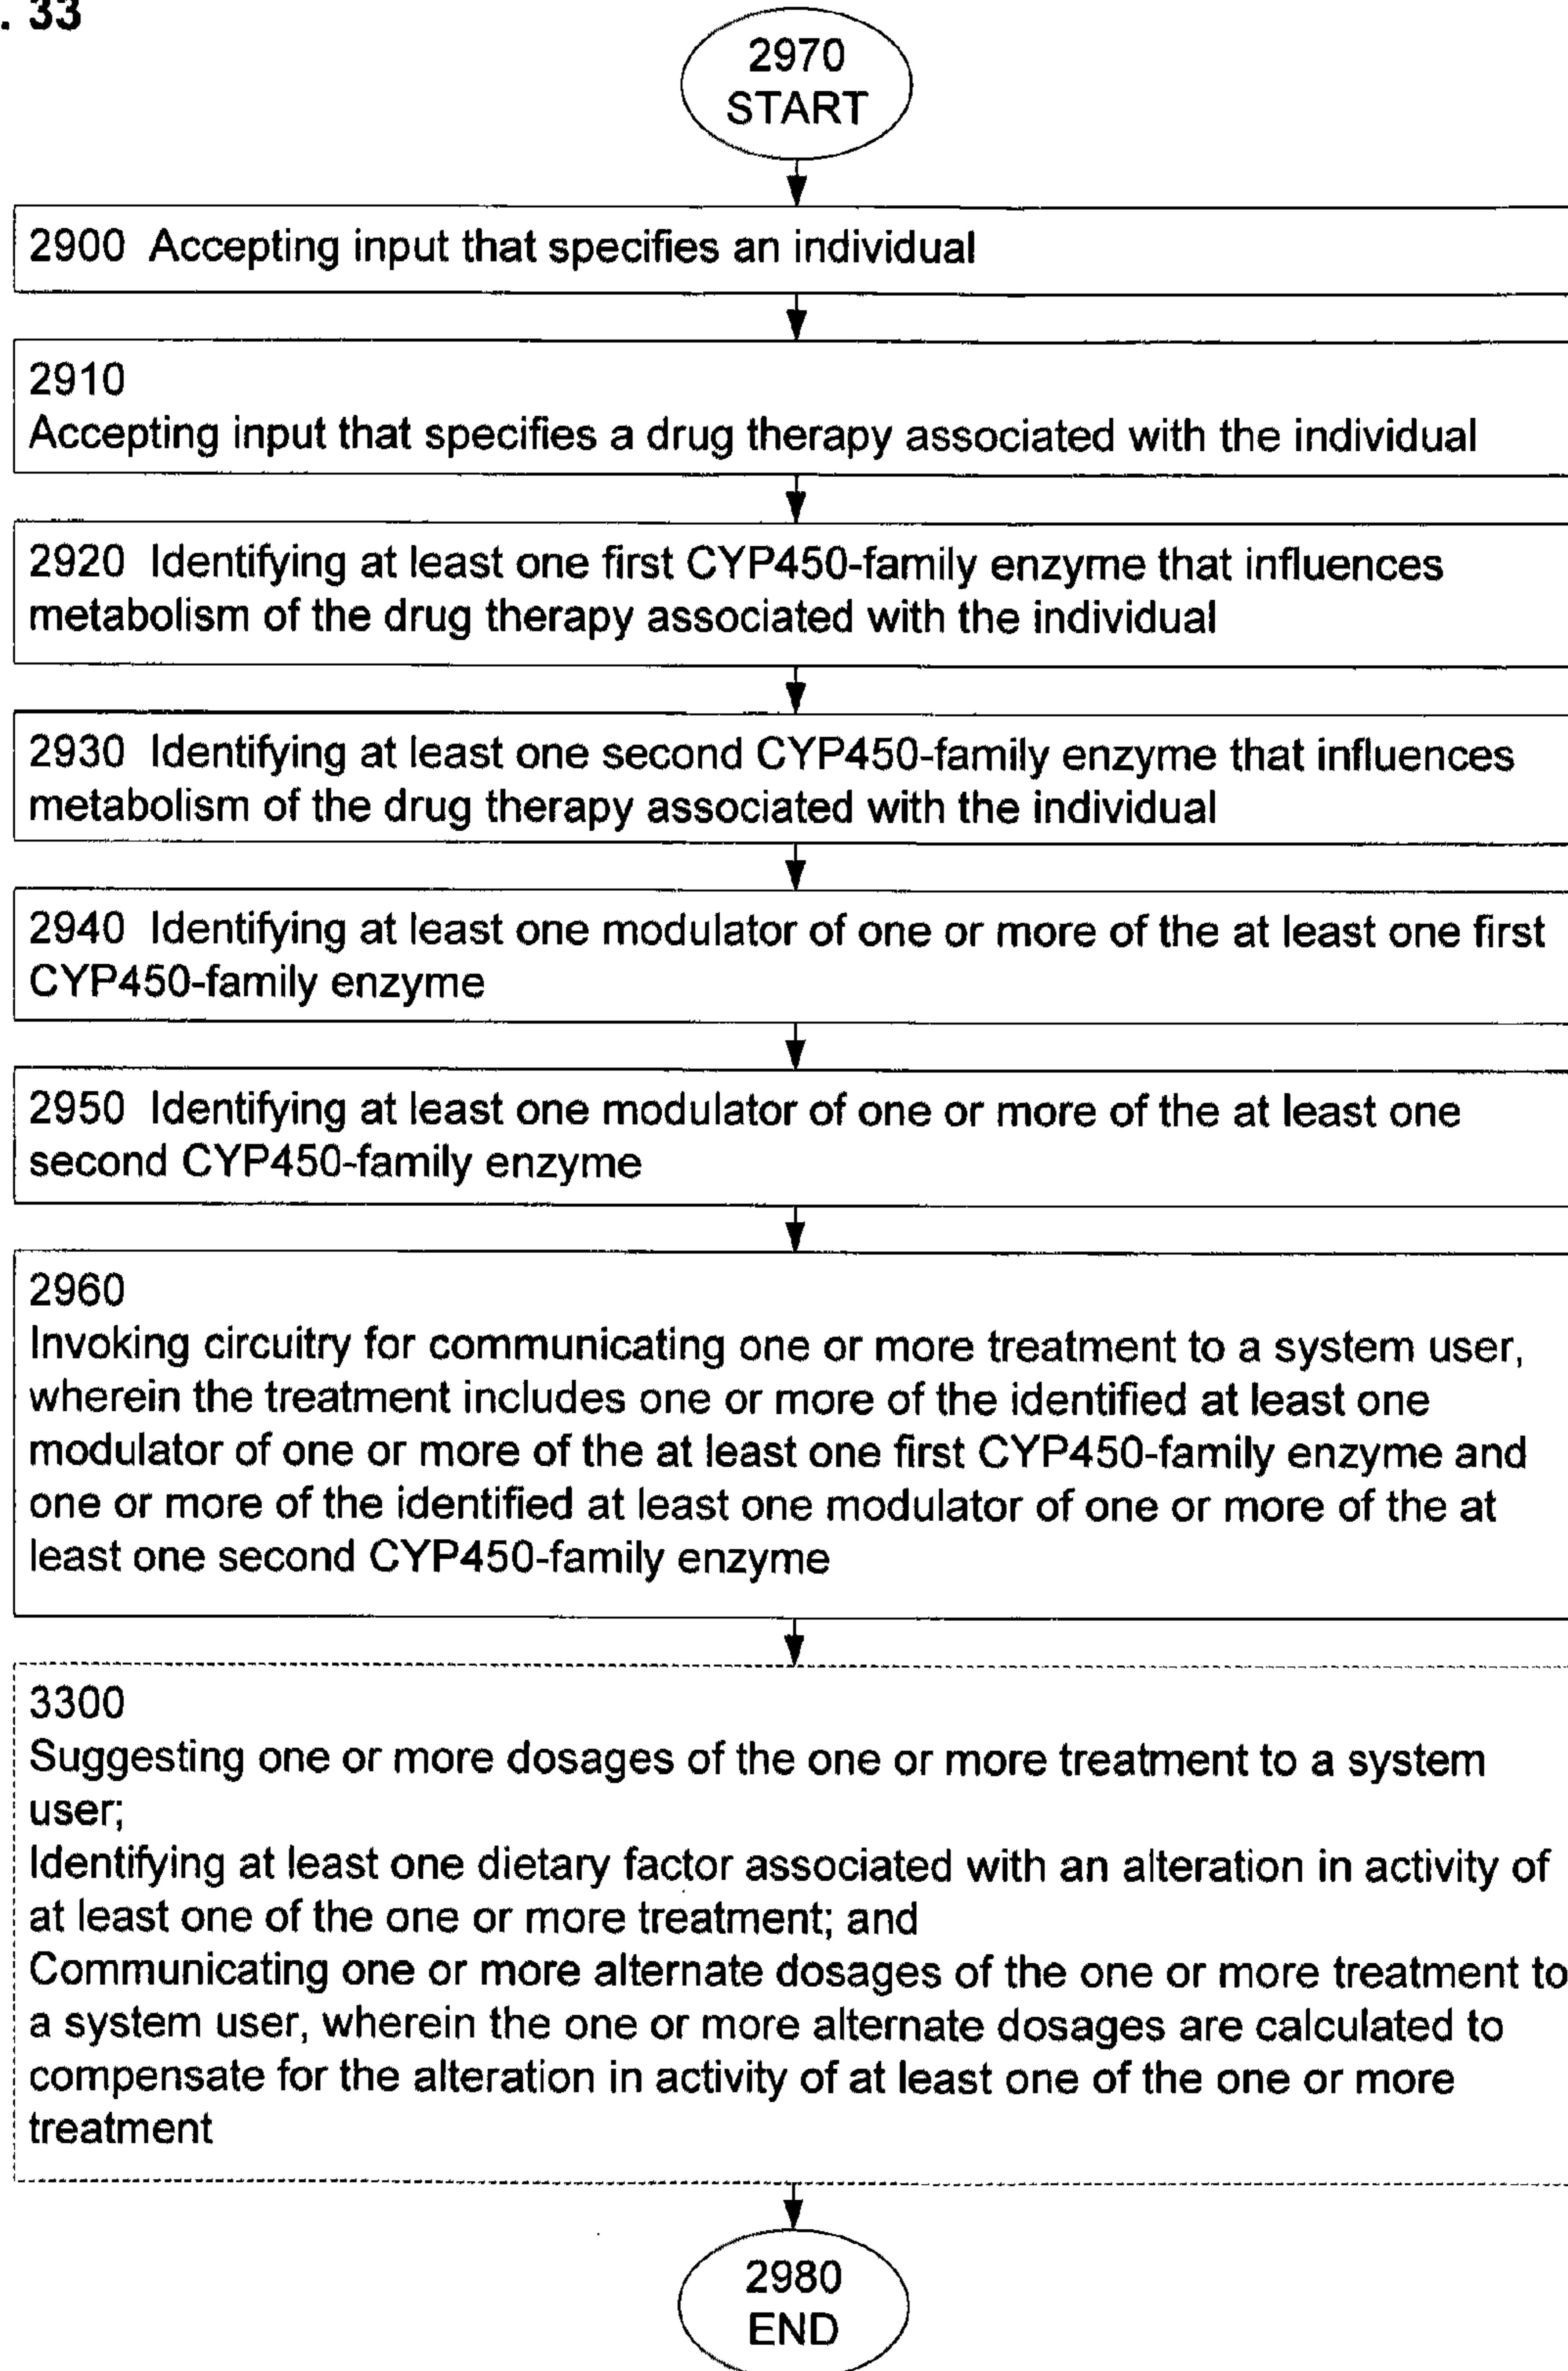 . 33
2970
START
2900 Accepting input that specifies an individual
2910
Accepting input that specifies a drug therapy associated with the individual
2920 Identifying at least one first CYP450-family enzyme that influences
metabolism of the drug therapy associated with the individual
2930 Identifying at least one second CYP450-family enzyme that influences
metabolism of the drug therapy associated with the individual
2940 Identifying at least one modulator of one or more of the at least one first
CYP450-family enzyme
2950 Identifying at least one modulator of one or more of the at least one
second CYP450-family enzyme
2960
Invoking circuitry for communicating one or more treatment to a system user,
wherein the treatment includes one or more of the identified at least one
modulator of one or more of the at least one first CYP450-family enzyme and
one or more of the identified at least one modulator of one or more of the at
least one second CYP450-family enzyme
3300
Suggesting one or more dosages of the one or more treatment to a system
user;
Identifying at least one dietary factor associated with an alteration in activity of
at least one of the one or more treatment; and
Communicating one or more alternate dosages of the one or more treatment to
a system user, wherein the one or more alternate dosages are calculated to
compensate for the alteration in activity of at least one of the one or more
treatment
2980
END